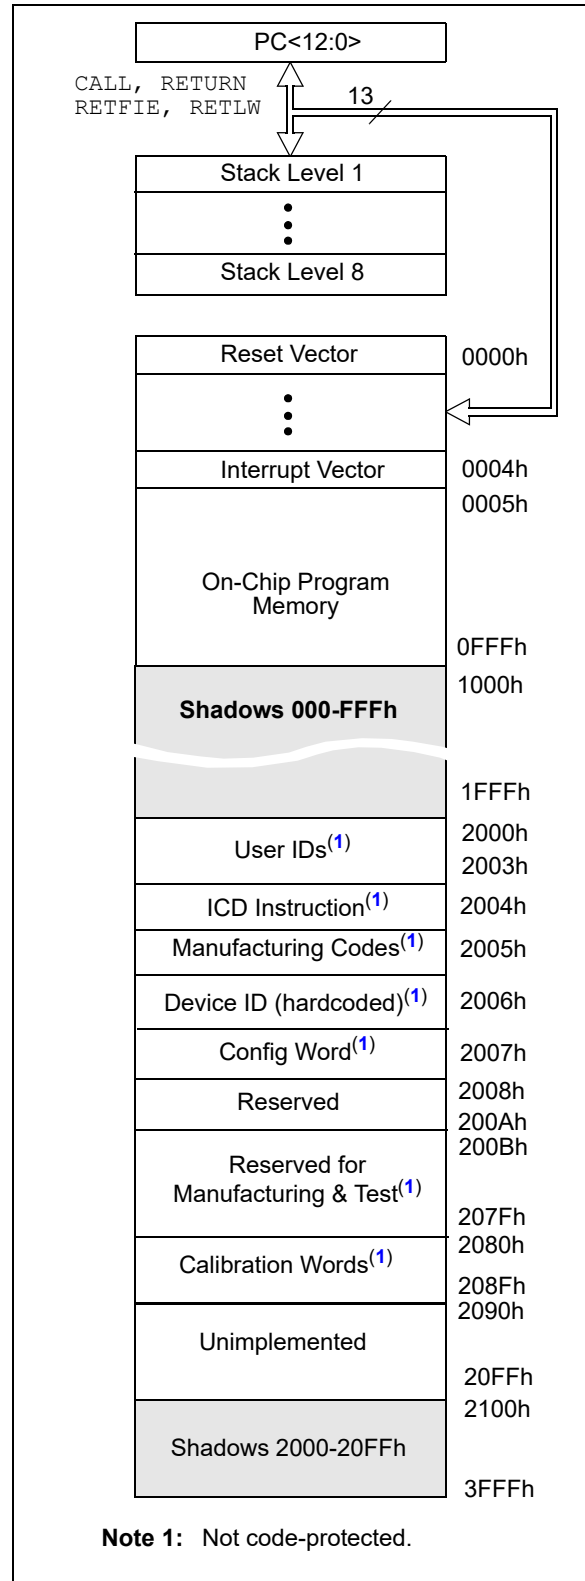 PC<12:0>
CALL, RETURN
RETFIE, RETLW
13
Stack Level 1
Stack Level 8
Reset Vector
0000h
Interrupt Vector
0004h
0005h
On-Chip Program
Memory
0FFFh
1000h
Shadows 000-FFFh
1FFFh
2000h
User IDs(1)
2003h
ICD Instruction(1)
2004h
Manufacturing Codes(1)
2005h
Device ID (hardcoded)(1)
2006h
Config Word(1)
2007h
2008h
Reserved
200Ah
200Bh
Reserved for
Manufacturing & Test(1)
207Fh
2080h
Calibration Words(1)
208Fh
2090h
Unimplemented
20FFh
2100h
Shadows 2000-20FFh
3FFFh
Note 1: Not code-protected.